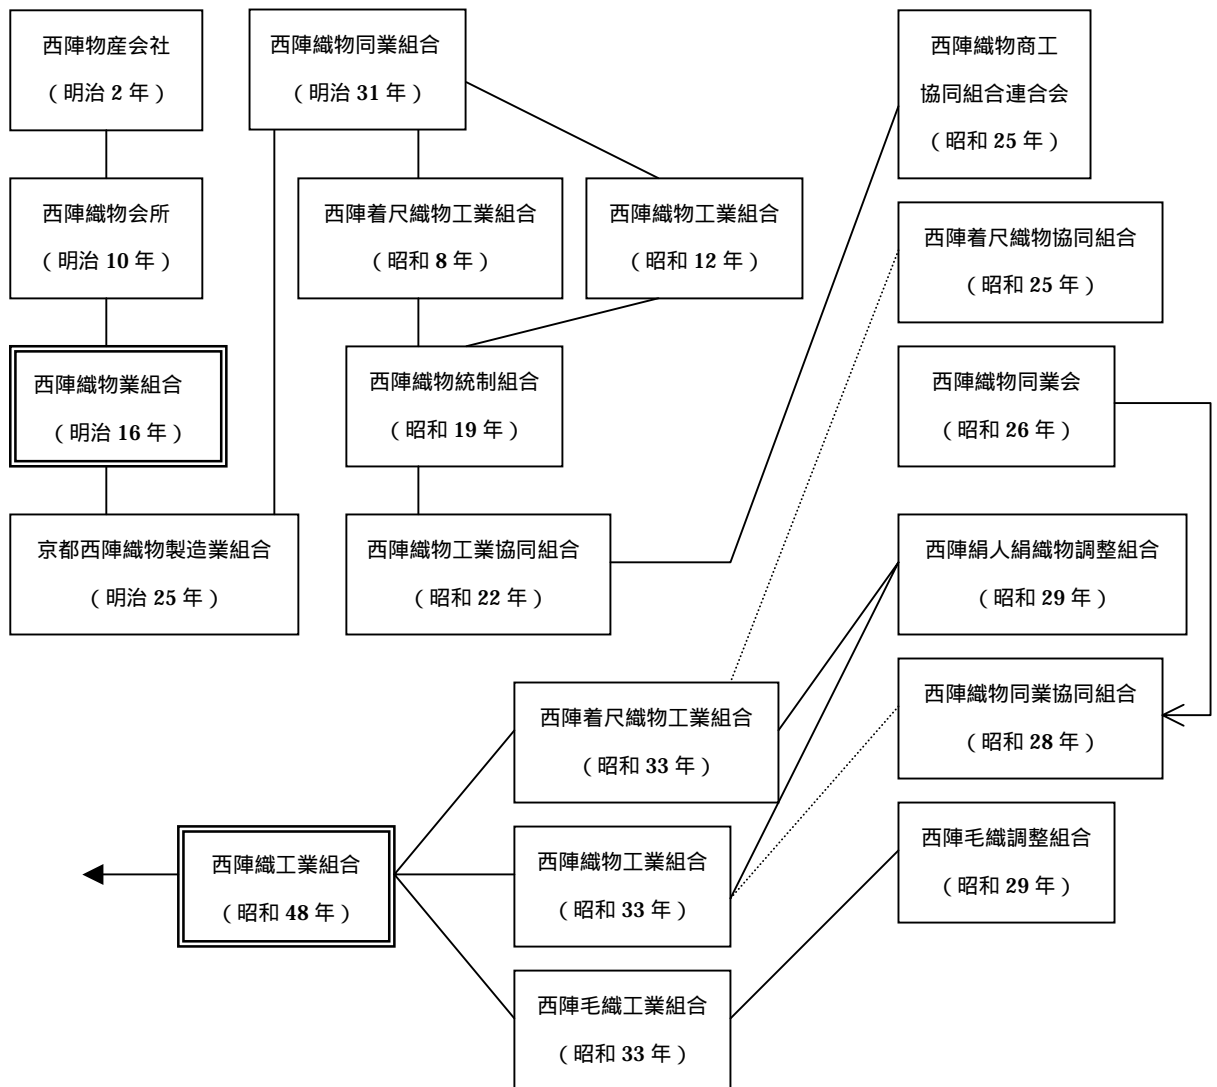 西陣物産会社
（明治 2 年）
西陣織物会所
（明治 10 年）
西陣織物業組合
（明治 16 年）
京都西陣織物製造業組合
（明治 25 年）
西陣織物同業組合
（明治 31 年）
西陣着尺織物工業組合
（昭和 8 年）
西陣織物工業組合
（昭和 12 年）
西陣織物統制組合
（昭和 19 年）
西陣織物工業協同組合
（昭和 22 年）
西陣織物商工
協同組合連合会
（昭和 25 年）
西陣着尺織物協同組合
（昭和 25 年）
西陣織物同業会
（昭和 26 年）
西陣絹人絹織物調整組合
（昭和 29 年）
西陣織物同業協同組合
（昭和 28 年）
西陣毛織調整組合
（昭和 29 年）
西陣着尺織物工業組合
（昭和 33 年）
西陣織物工業組合
（昭和 33 年）
西陣毛織工業組合
（昭和 33 年）
西陣織工業組合
（昭和 48 年）